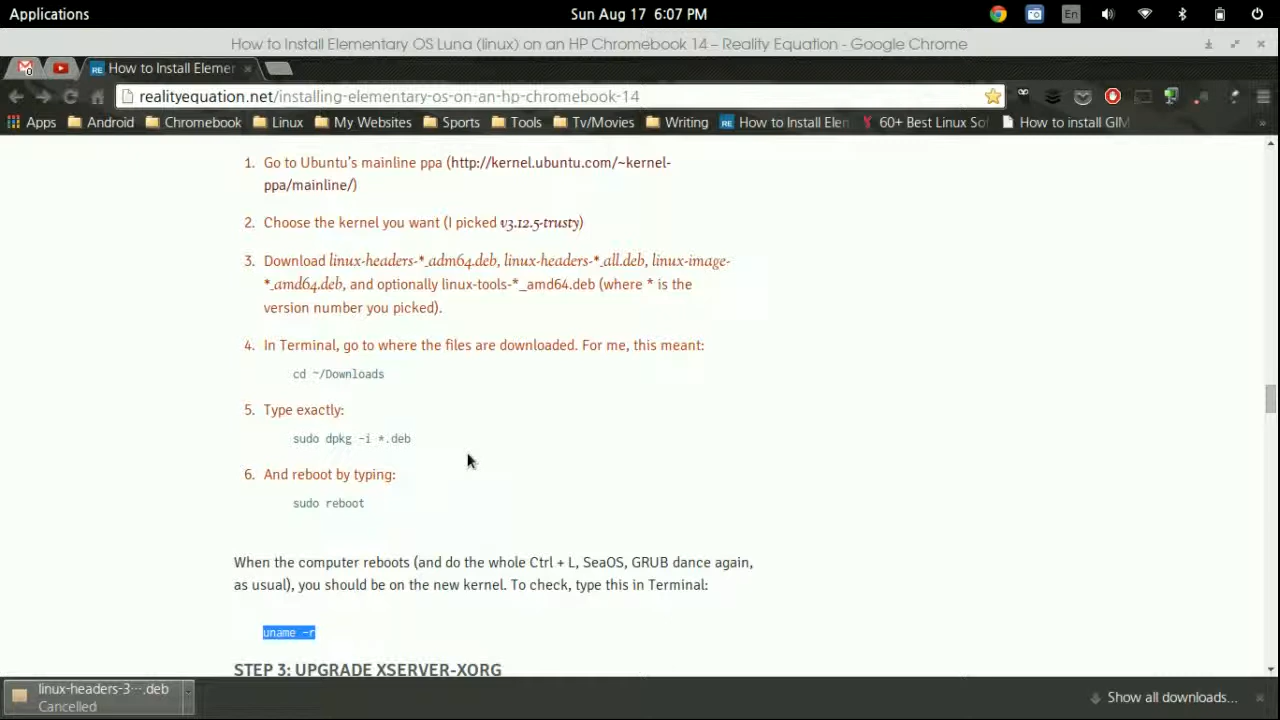 Applications
Sun Aug 17 6:07 PM
En
How to Install Elementary OS Luna (linux) on an HP Chromebook 14 – Reality Equation - Google Chrome
0
RE How to Install Elemer
realityequation.net/installing-elementary-os-on-an-hp-chromebook-14
Apps Android Chromebook Linux My Websites Sports Tools Tv/Movies Writing RE How to Install Elen 60+ Best Linux So How to install GIM
1. Go to Ubuntu's mainline ppa (http://kernel.ubuntu.com/~kernel-
ppa/mainline/)
2. Choose the kernel you want (I picked v3.12.5-trusty)
3. Download linux-headers-*_adm64.deb, linux-headers-*_all.deb, linux-image-
*_amd64.deb, and optionally linux-tools-*_amd64.deb (where * is the
version number you picked).
4. In Terminal, go to where the files are downloaded. For me, this meant:
cd ~/Downloads
5. Type exactly:
sudo dpkg -i *.deb
6. And reboot by typing:
sudo reboot
When the computer reboots (and do the whole Ctrl + L, SeaOS, GRUB dance again,
as usual), you should be on the new kernel. To check, type this in Terminal:
uname -r
STEP 3: UPGRADE XSERVER-XORG
linux-headers-3….deb
Cancelled
Show all downloads...